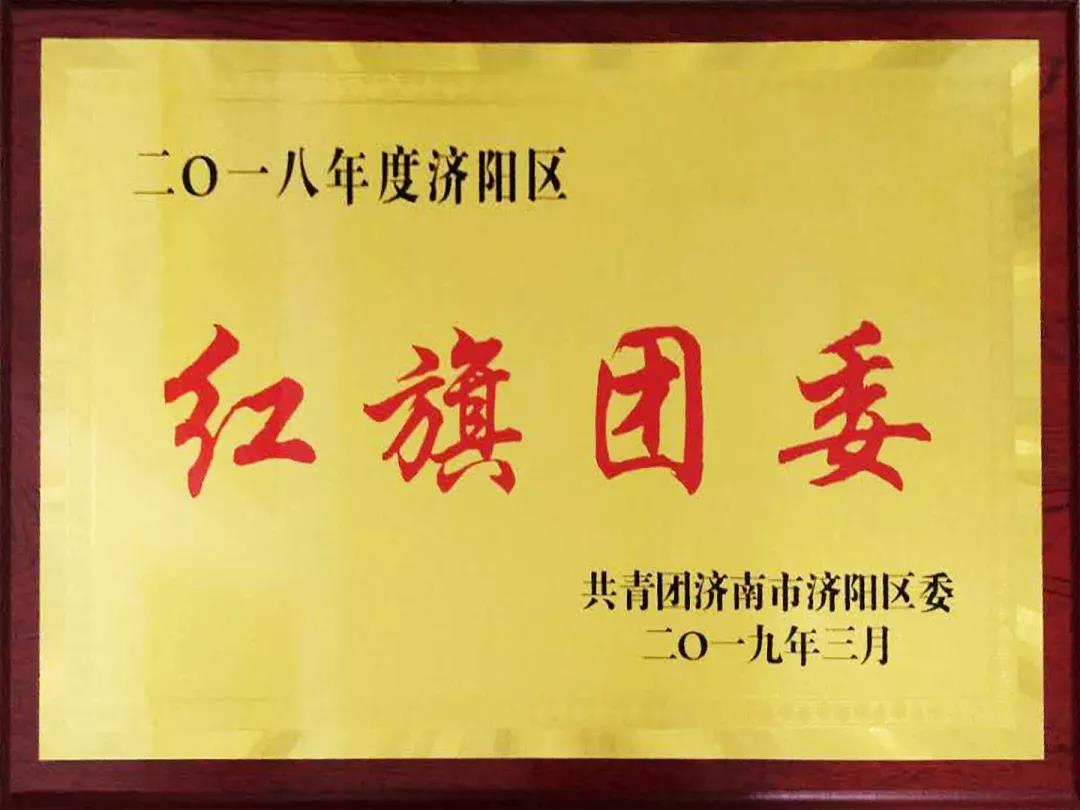 二〇一八年度济阳区
红旗团委
共青团济南市济阳区委
二〇一九年三月